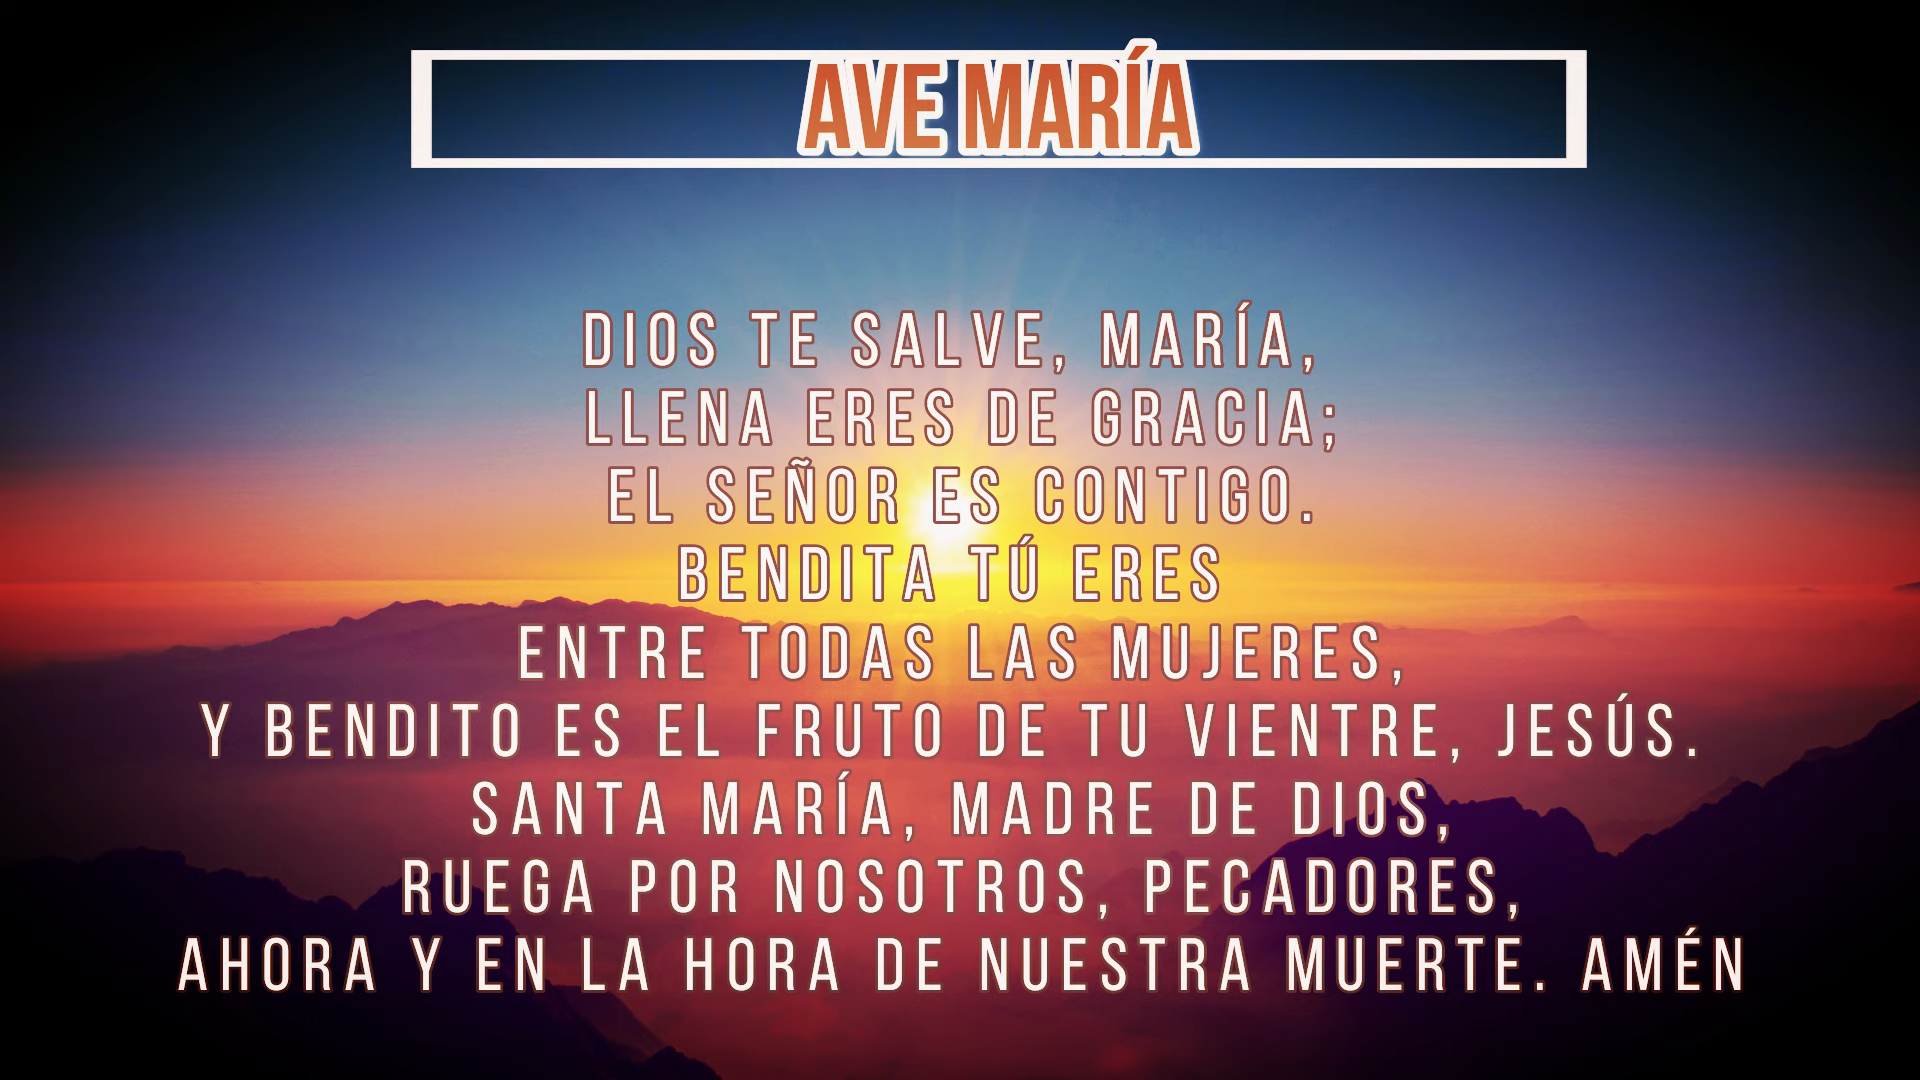 AVE MARÍA
DIOS TE SALVE, MARÍA,
LLENA ERES DE GRACIA;
EL SEÑOR ES CONTIGO.
BENDITA TÚ ERES
ENTRE TODAS LAS MUJERES,
Y BENDITO ES EL FRUTO DE TU VIENTRE, JESÚS.
SANTA MARÍA, MADRE DE DIOS,
RUEGA POR NOSOTROS, PECADORES,
AHORA Y EN LA HORA DE NUESTRA MUERTE. AMÉN